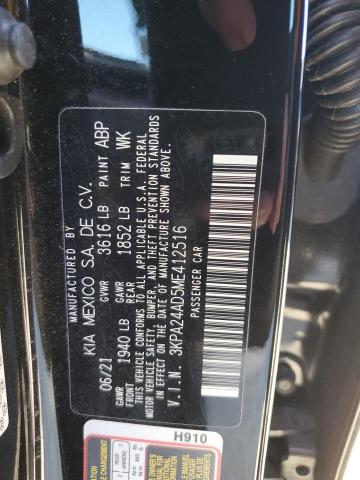 MANUFACTURED BY
KIA MEXICO S.A. DE C.V.
06/21 GVWR 3616 LB PAINT ABP
GAWR FRONT 1940 LB GAWR REAR 1852 LB TRIM WK
THIS VEHICLE CONFORMS TO ALL APPLICABLE U.S.A. FEDERAL
MOTOR VEHICLE SAFETY, BUMPER, AND THEFT PREVENTION STANDARDS
IN EFFECT ON THE DATE OF MANUFACTURE SHOWN ABOVE.
V.I.N. 3KPA24AD5ME412516
PASSENGER CAR
H910